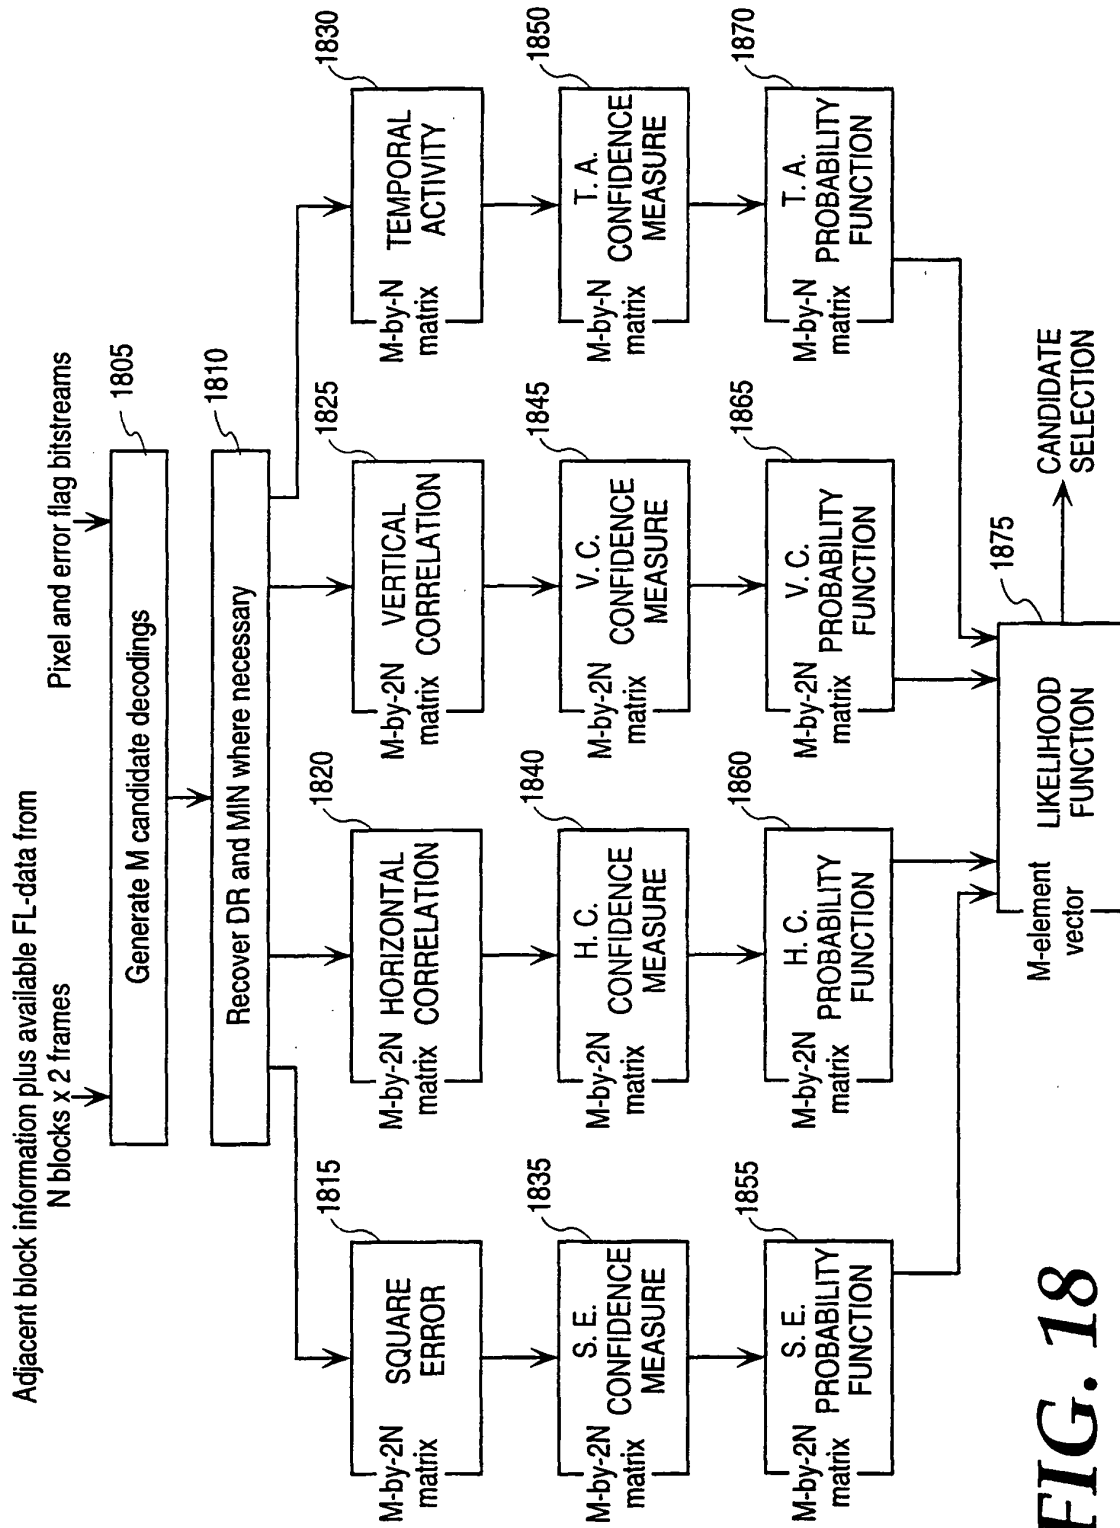 Adjacent block information plus available FL-data from
N blocks x 2 frames
Pixel and error flag bitstreams
Generate M candidate decodings
1805
Recover DR and MIN where necessary
1810
1815
SQUARE
ERROR
M-by-2N
matrix
1820
HORIZONTAL
CORRELATION
M-by-2N
matrix
1825
VERTICAL
CORRELATION
M-by-2N
matrix
1830
TEMPORAL
ACTIVITY
M-by-N
matrix
1835
S. E.
CONFIDENCE
MEASURE
M-by-2N
matrix
1840
H. C.
CONFIDENCE
MEASURE
M-by-2N
matrix
1845
V. C.
CONFIDENCE
MEASURE
M-by-2N
matrix
1850
T. A.
CONFIDENCE
MEASURE
M-by-N
matrix
1855
S. E.
PROBABILITY
FUNCTION
M-by-2N
matrix
1860
H. C.
PROBABILITY
FUNCTION
M-by-2N
matrix
1865
V. C.
PROBABILITY
FUNCTION
M-by-2N
matrix
1870
T. A.
PROBABILITY
FUNCTION
M-by-N
matrix
1875
LIKELIHOOD
FUNCTION
M-element
vector
CANDIDATE
SELECTION
FIG. 18